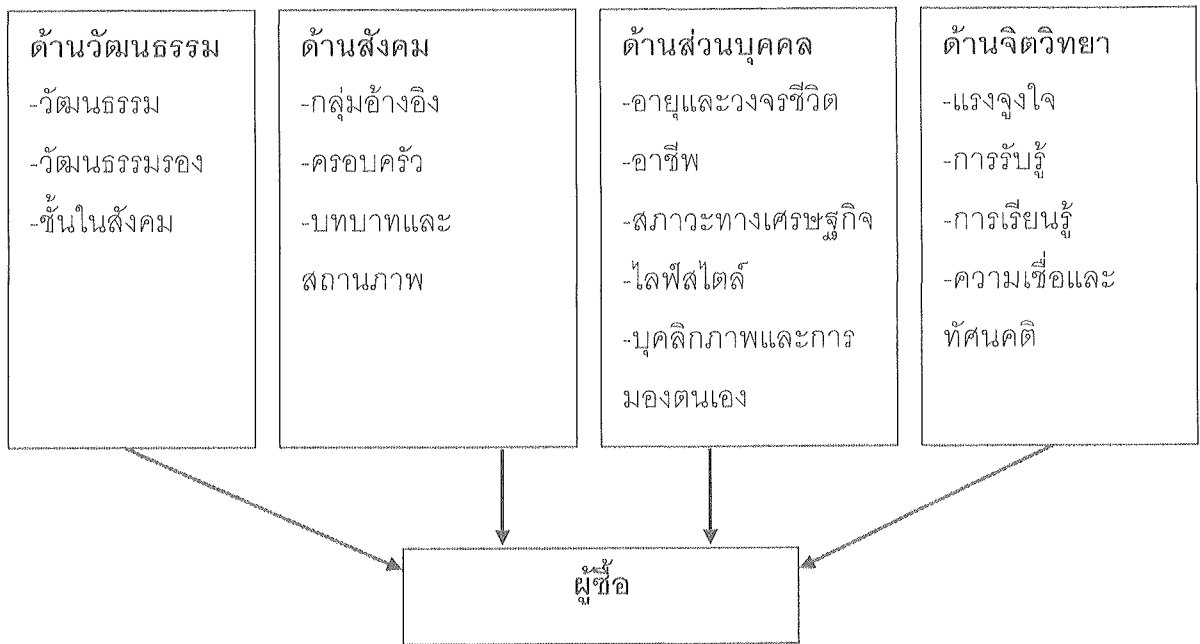 ด้านวัฒนธรรม
-วัฒนธรรม
-วัฒนธรรมรอง
-ชั้นในสังคม
ด้านสังคม
-กลุ่มอ้างอิง
-ครอบครัว
-บทบาทและ
สถานภาพ
ด้านส่วนบุคคล
-อายุและวงจรชีวิต
-อาชีพ
-สภาวะทางเศรษฐกิจ
-ไลฟ์สไตล์
-บุคลิกภาพและการ
มองตนเอง
ด้านจิตวิทยา
-แรงจูงใจ
-การรับรู้
-การเรียนรู้
-ความเชื่อและ
ทัศนคติ
ผู้ซื้อ